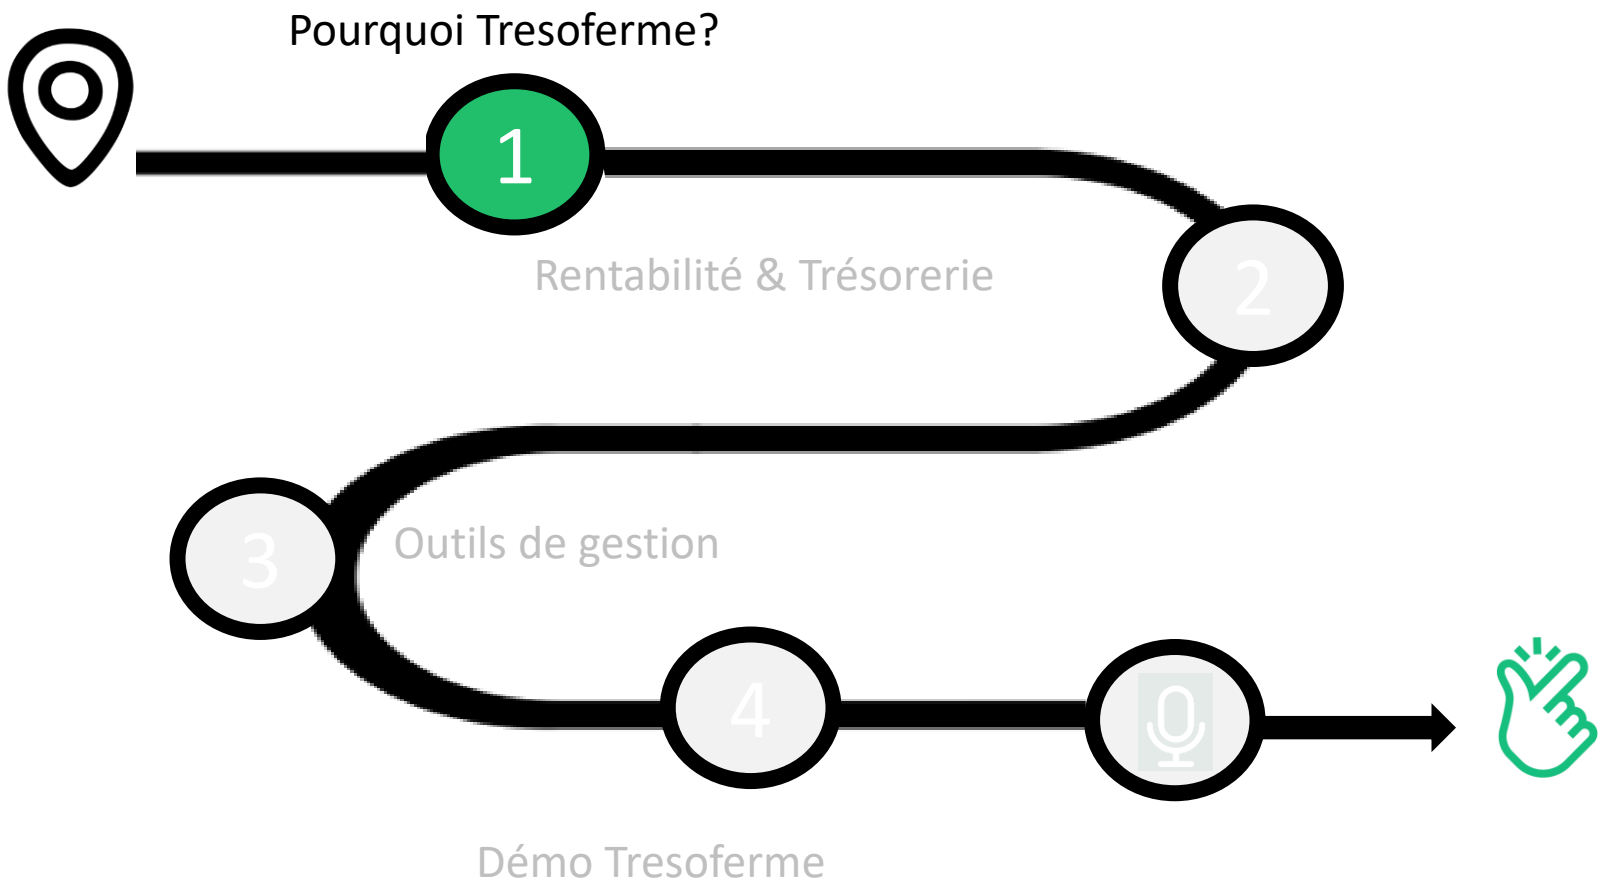 Pourquoi Tresoferme?
1
2
Rentabilité & Trésorerie
3
Outils de gestion
4
Démo Tresoferme